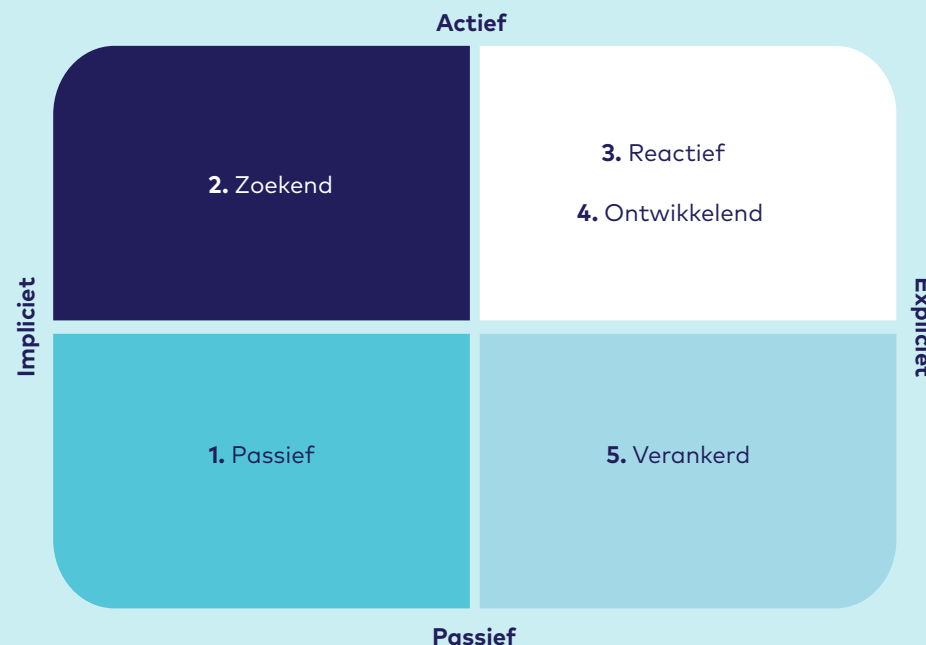 Actief
2. Zoekend
3. Reactief
4. Ontwikkelend
Impliciet
Expliciet
1. Passief
5. Verankerd
Passief